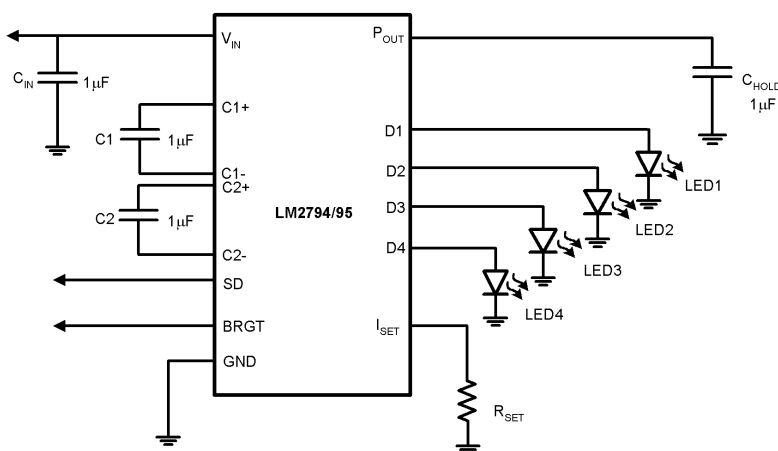 V_IN
C_IN
1μF
C1+
C1
1μF
C1-
C2+
C2
1μF
C2-
SD
BRGT
GND
LM2794/95
P_OUT
C_HOLD
1μF
D1
LED1
D2
LED2
D3
LED3
D4
LED4
I_SET
R_SET